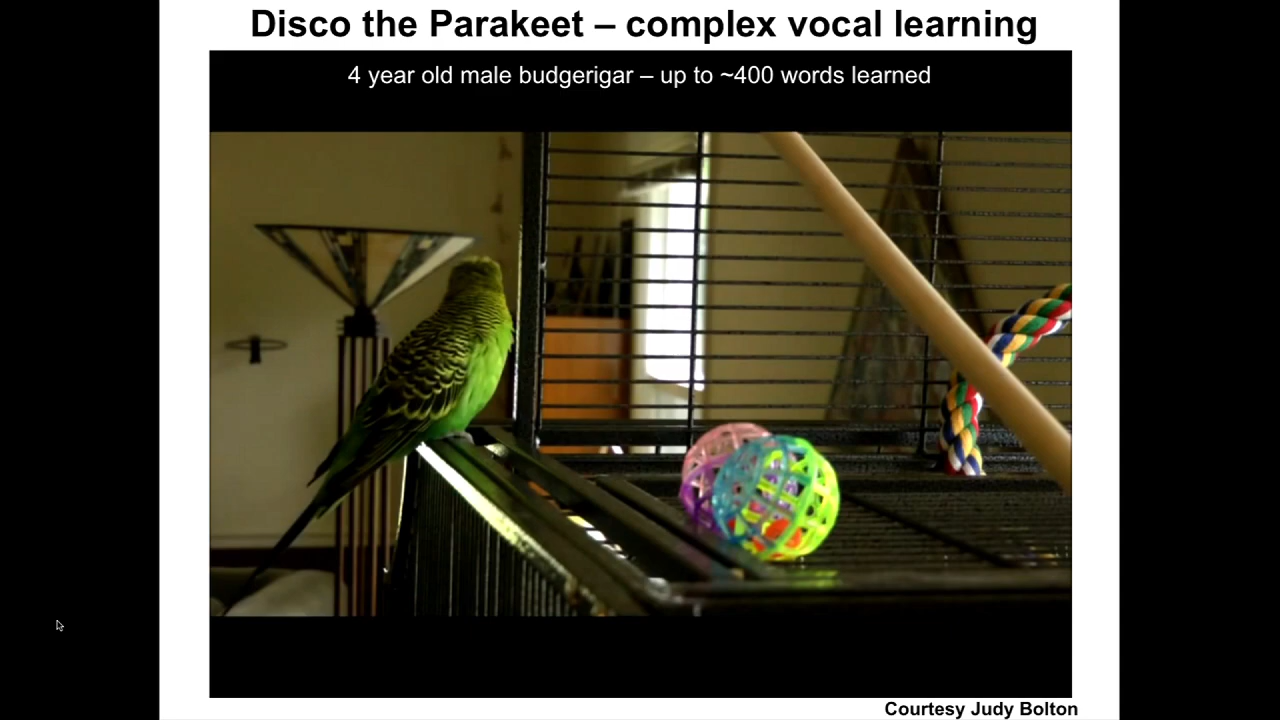 Disco the Parakeet – complex vocal learning
4 year old male budgerigar – up to ~400 words learned
Courtesy Judy Bolton